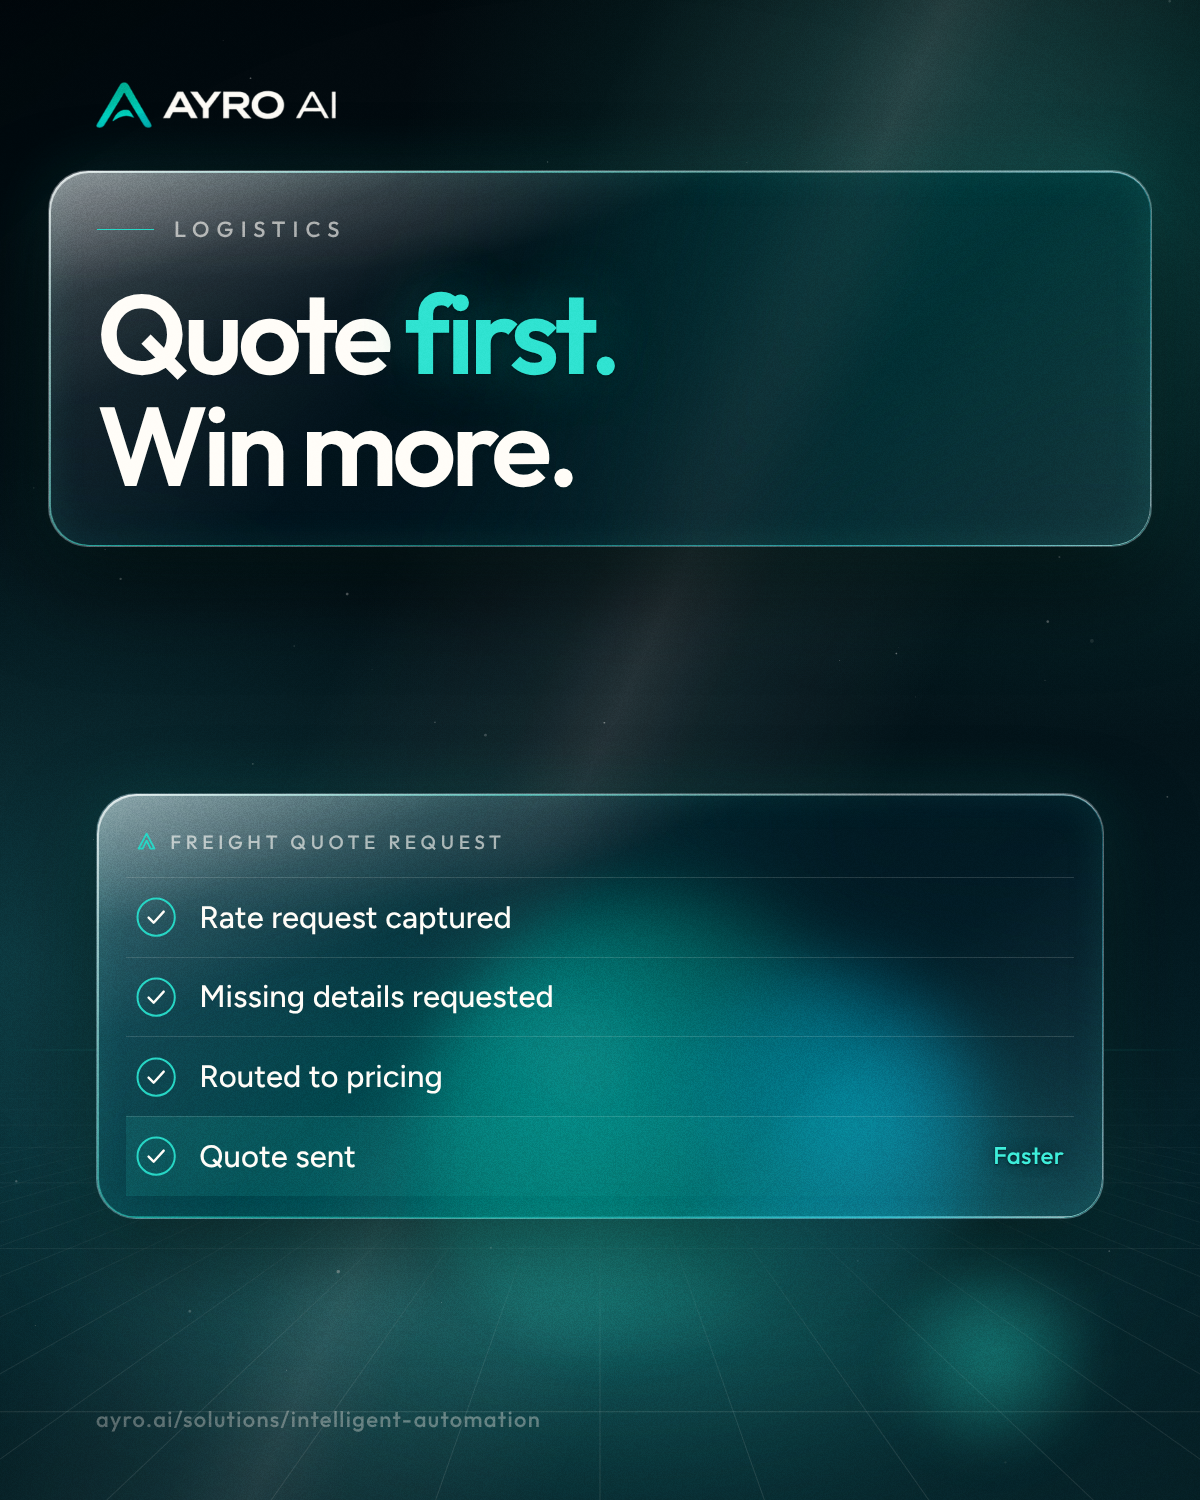 AYRO AI
LOGISTICS
Quote first.
Win more.
FREIGHT QUOTE REQUEST
Rate request captured
Missing details requested
Routed to pricing
Quote sent
Faster
ayro.ai/solutions/intelligent-automation